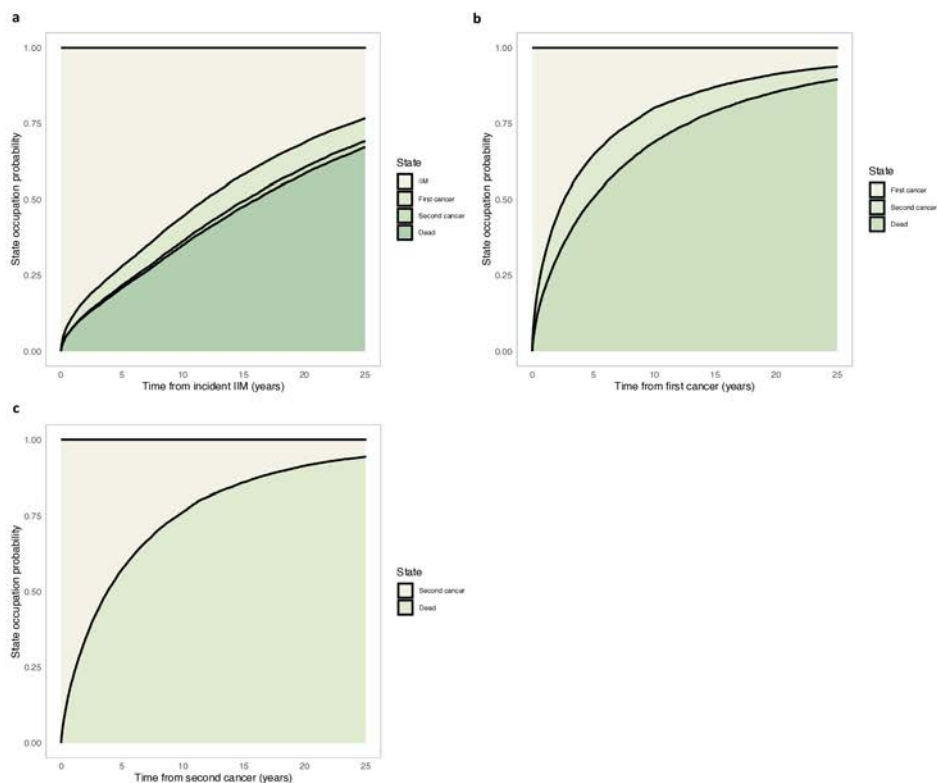 a
State occupation probability
1.00
0.75
0.50
0.25
0.00
0
5
10
15
20
25
Time from incident IIM (years)
State
IIM
First cancer
Second cancer
Dead
b
State occupation probability
1.00
0.75
0.50
0.25
0.00
0
5
10
15
20
25
Time from first cancer (years)
State
First cancer
Second cancer
Dead
c
State occupation probability
1.00
0.75
0.50
0.25
0.00
0
5
10
15
20
25
Time from second cancer (years)
State
Second cancer
Dead